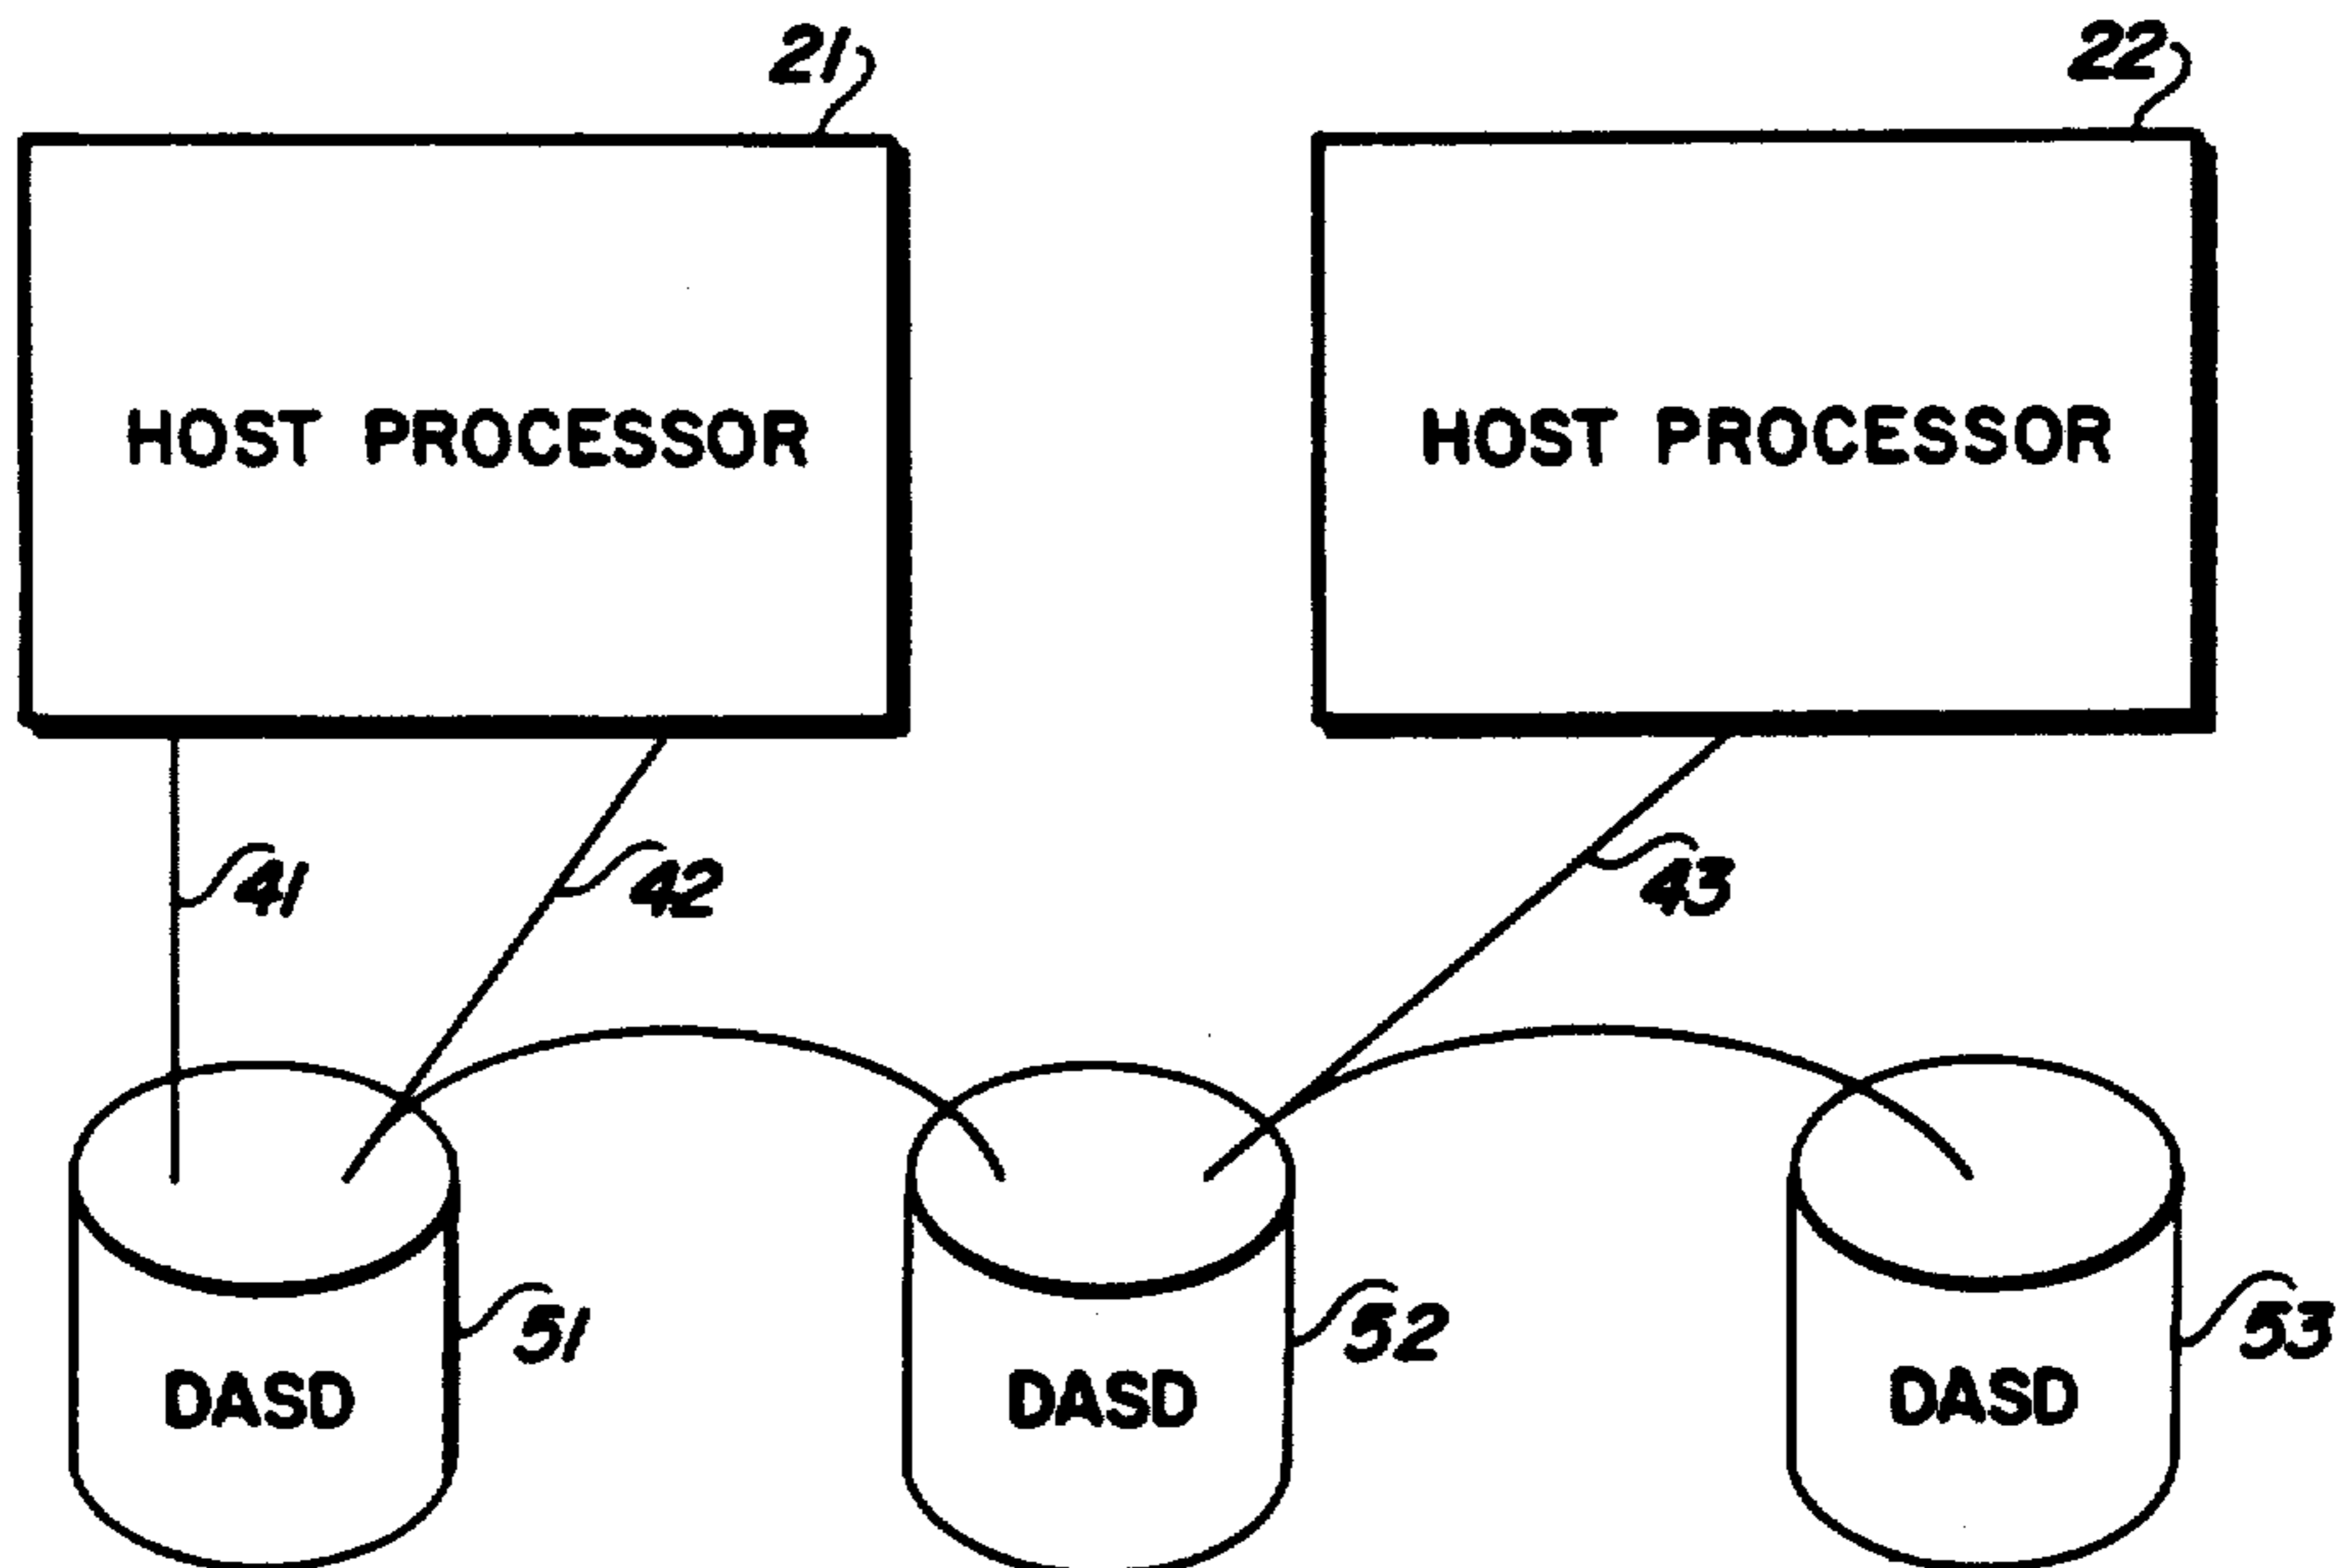 21 22
HOST PROCESSOR HOST PROCESSOR
41 42 43
51 52 53
DASD DASD DASD